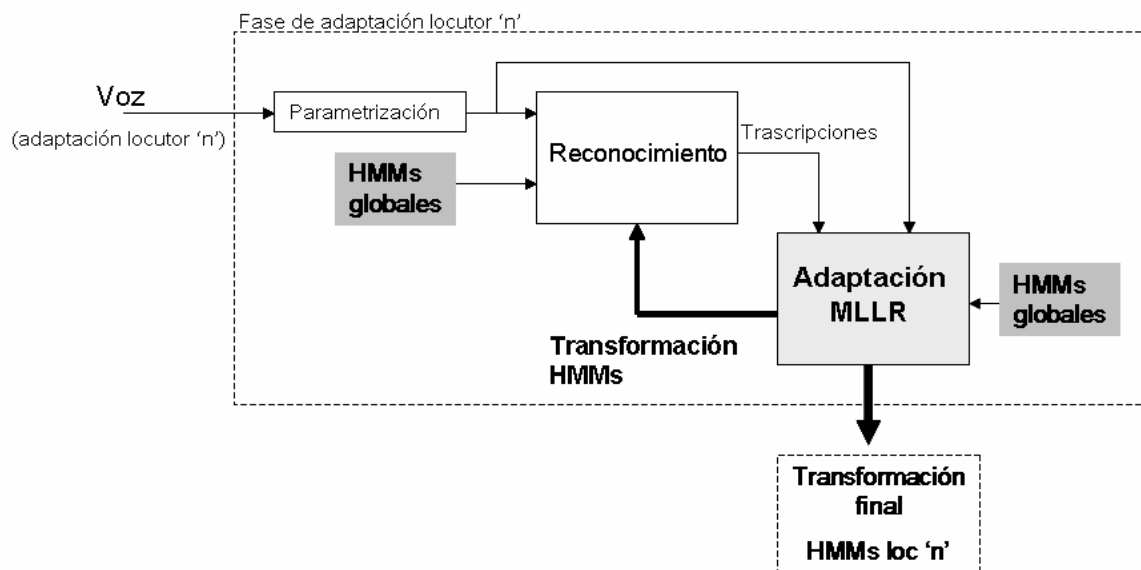 Fase de adaptación locutor ‘n’
Voz
(adaptación locutor ‘n’)
Parametrización
HMMs
globales
Reconocimiento
Trascripciones
Adaptación
MLLR
HMMs
globales
Transformación
HMMs
Transformación
final
HMMs loc ‘n’